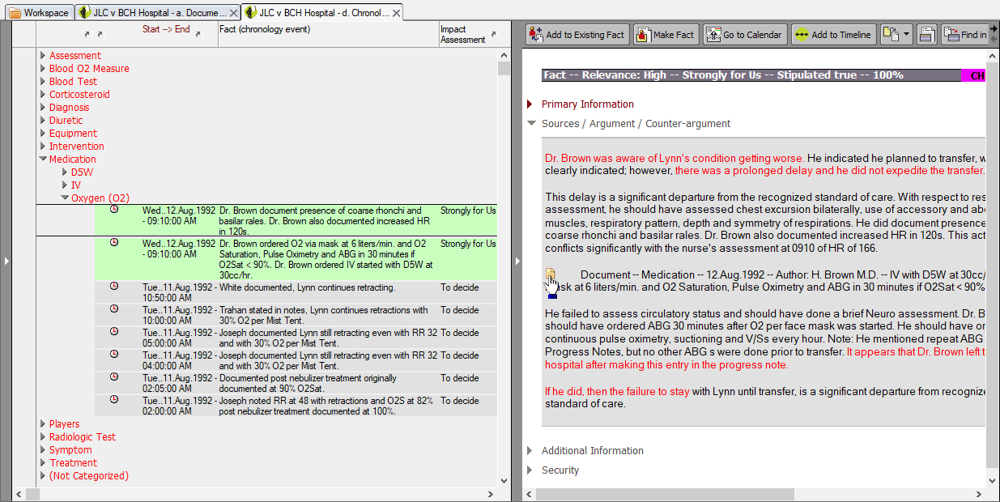 Workspace
JLC v BCH Hospital - a. Docume ...
JLC v BCH Hospital - d. Chronol ...
Start --> End
Fact (chronology event)
Impact
Assessment
Assessment
Blood O2 Measure
Blood Test
Corticosteroid
Diagnosis
Diuretic
Equipment
Intervention
Medication
D5W
IV
Oxygen (O2)
Wed..12.Aug.1992 Dr. Brown document presence of coarse rhonchi and Strongly for Us
- 09:10:00 AM basilar rales. Dr. Brown also documented increased HR
in 120s.
Wed..12.Aug.1992 Dr. Brown ordered O2 via mask at 6 liters/min. and O2 Strongly for Us
- 09:10:00 AM Saturation, Pulse Oximetry and ABG in 30 minutes if
O2Sat < 90%. Dr. Brown ordered IV started with D5W at
30cc/hr.
Tue..11.Aug.1992 - White documented, Lynn continues retracting. To decide
10:50:00 AM
Tue..11.Aug.1992 - Trahan stated in notes, Lynn continues retractions with To decide
10:00:00 AM 30% O2 per Mist Tent.
Tue..11.Aug.1992 - Joseph documented Lynn still retracting even with RR 32 To decide
05:00:00 AM and with 30% O2 per Mist Tent.
Tue..11.Aug.1992 - Joseph documented Lynn still retracting even with RR 32 To decide
04:00:00 AM and with 30% O2 per Mist Tent.
Tue..11.Aug.1992 - Documented post nebulizer treatment originally To decide
02:05:00 AM documented at 90% O2Sat.
Tue..11.Aug.1992 - Joseph noted RR at 48 with retractions and O2S at 82% To decide
02:00:00 AM post nebulizer treatment documented at 100%.
Players
Radiologic Test
Symptom
Treatment
(Not Categorized)
Add to Existing Fact
Make Fact
Go to Calendar
Add to Timeline
Find in
Fact -- Relevance: High -- Strongly for Us -- Stipulated true -- 100% CH
Primary Information
Sources / Argument / Counter-argument
Dr. Brown was aware of Lynn's condition getting worse. He indicated he planned to transfer, w
clearly indicated; however, there was a prolonged delay and he did not expedite the transfer.
This delay is a significant departure from the recognized standard of care. With respect to res
assessment, he should have assessed chest excursion bilaterally, use of accessory and abd
muscles, respiratory pattern, depth and symmetry of respirations. He did document presence
coarse rhonchi and basilar rales. Dr. Brown also documented increased HR in 120s. This act
conflicts significantly with the nurse's assessment at 0910 of HR of 166.
Document -- Medication -- 12.Aug.1992 -- Author: H. Brown M.D. -- IV with D5W at 30cc/
ask at 6 liters/min. and O2 Saturation, Pulse Oximetry and ABG in 30 minutes if O2Sat < 90%
He failed to assess circulatory status and should have done a brief Neuro assessment. Dr. B
should have ordered ABG 30 minutes after O2 per face mask was started. He should have or
continuous pulse oximetry, suctioning and V/Ss every hour. Note: He mentioned repeat ABG
Progress Notes, but no other ABG s were done prior to transfer. It appears that Dr. Brown left t
hospital after making this entry in the progress note.
If he did, then the failure to stay with Lynn until transfer, is a significant departure from recognize
standard of care.
Additional Information
Security